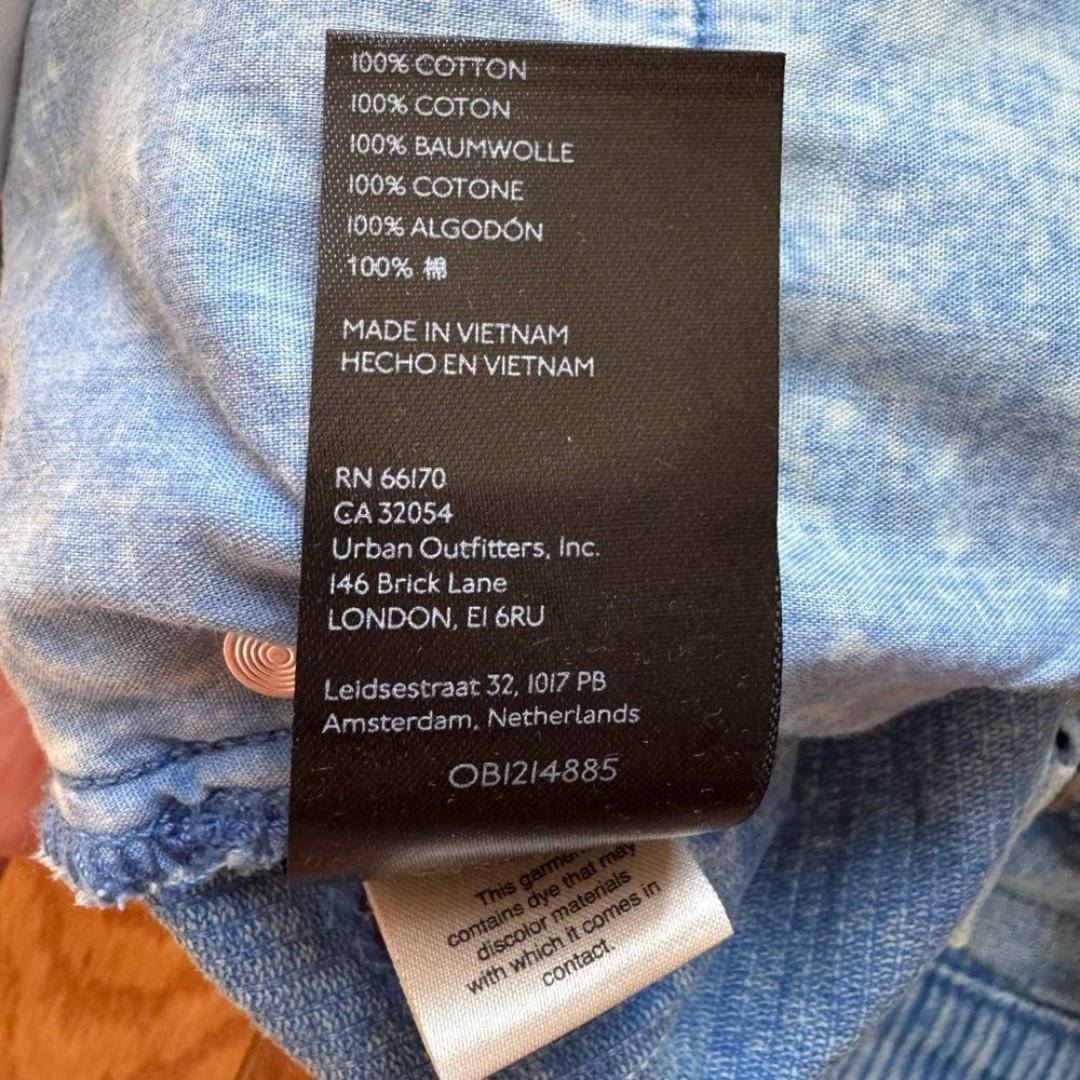 100% COTTON
100% COTON
100% BAUMWOLLE
100% COTONE
100% ALGODÓN
100% 棉
MADE IN VIETNAM
HECHO EN VIETNAM
RN 66170
CA 32054
Urban Outfitters, Inc.
146 Brick Lane
LONDON, E1 6RU
Leidsestraat 32, 1017 PB
Amsterdam, Netherlands
OB1214885
This garment
contains dye that may
discolor materials
with which it comes in
contact.